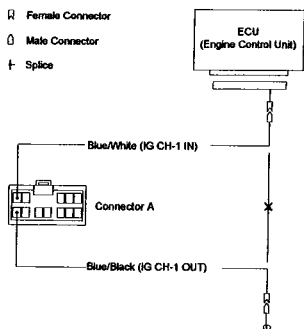 Female Connector
Male Connector
Splice
ECU
(Engine Control Unit)
Blue/White (IG CH-1 IN)
Connector A
Blue/Black (IG CH-1 OUT)